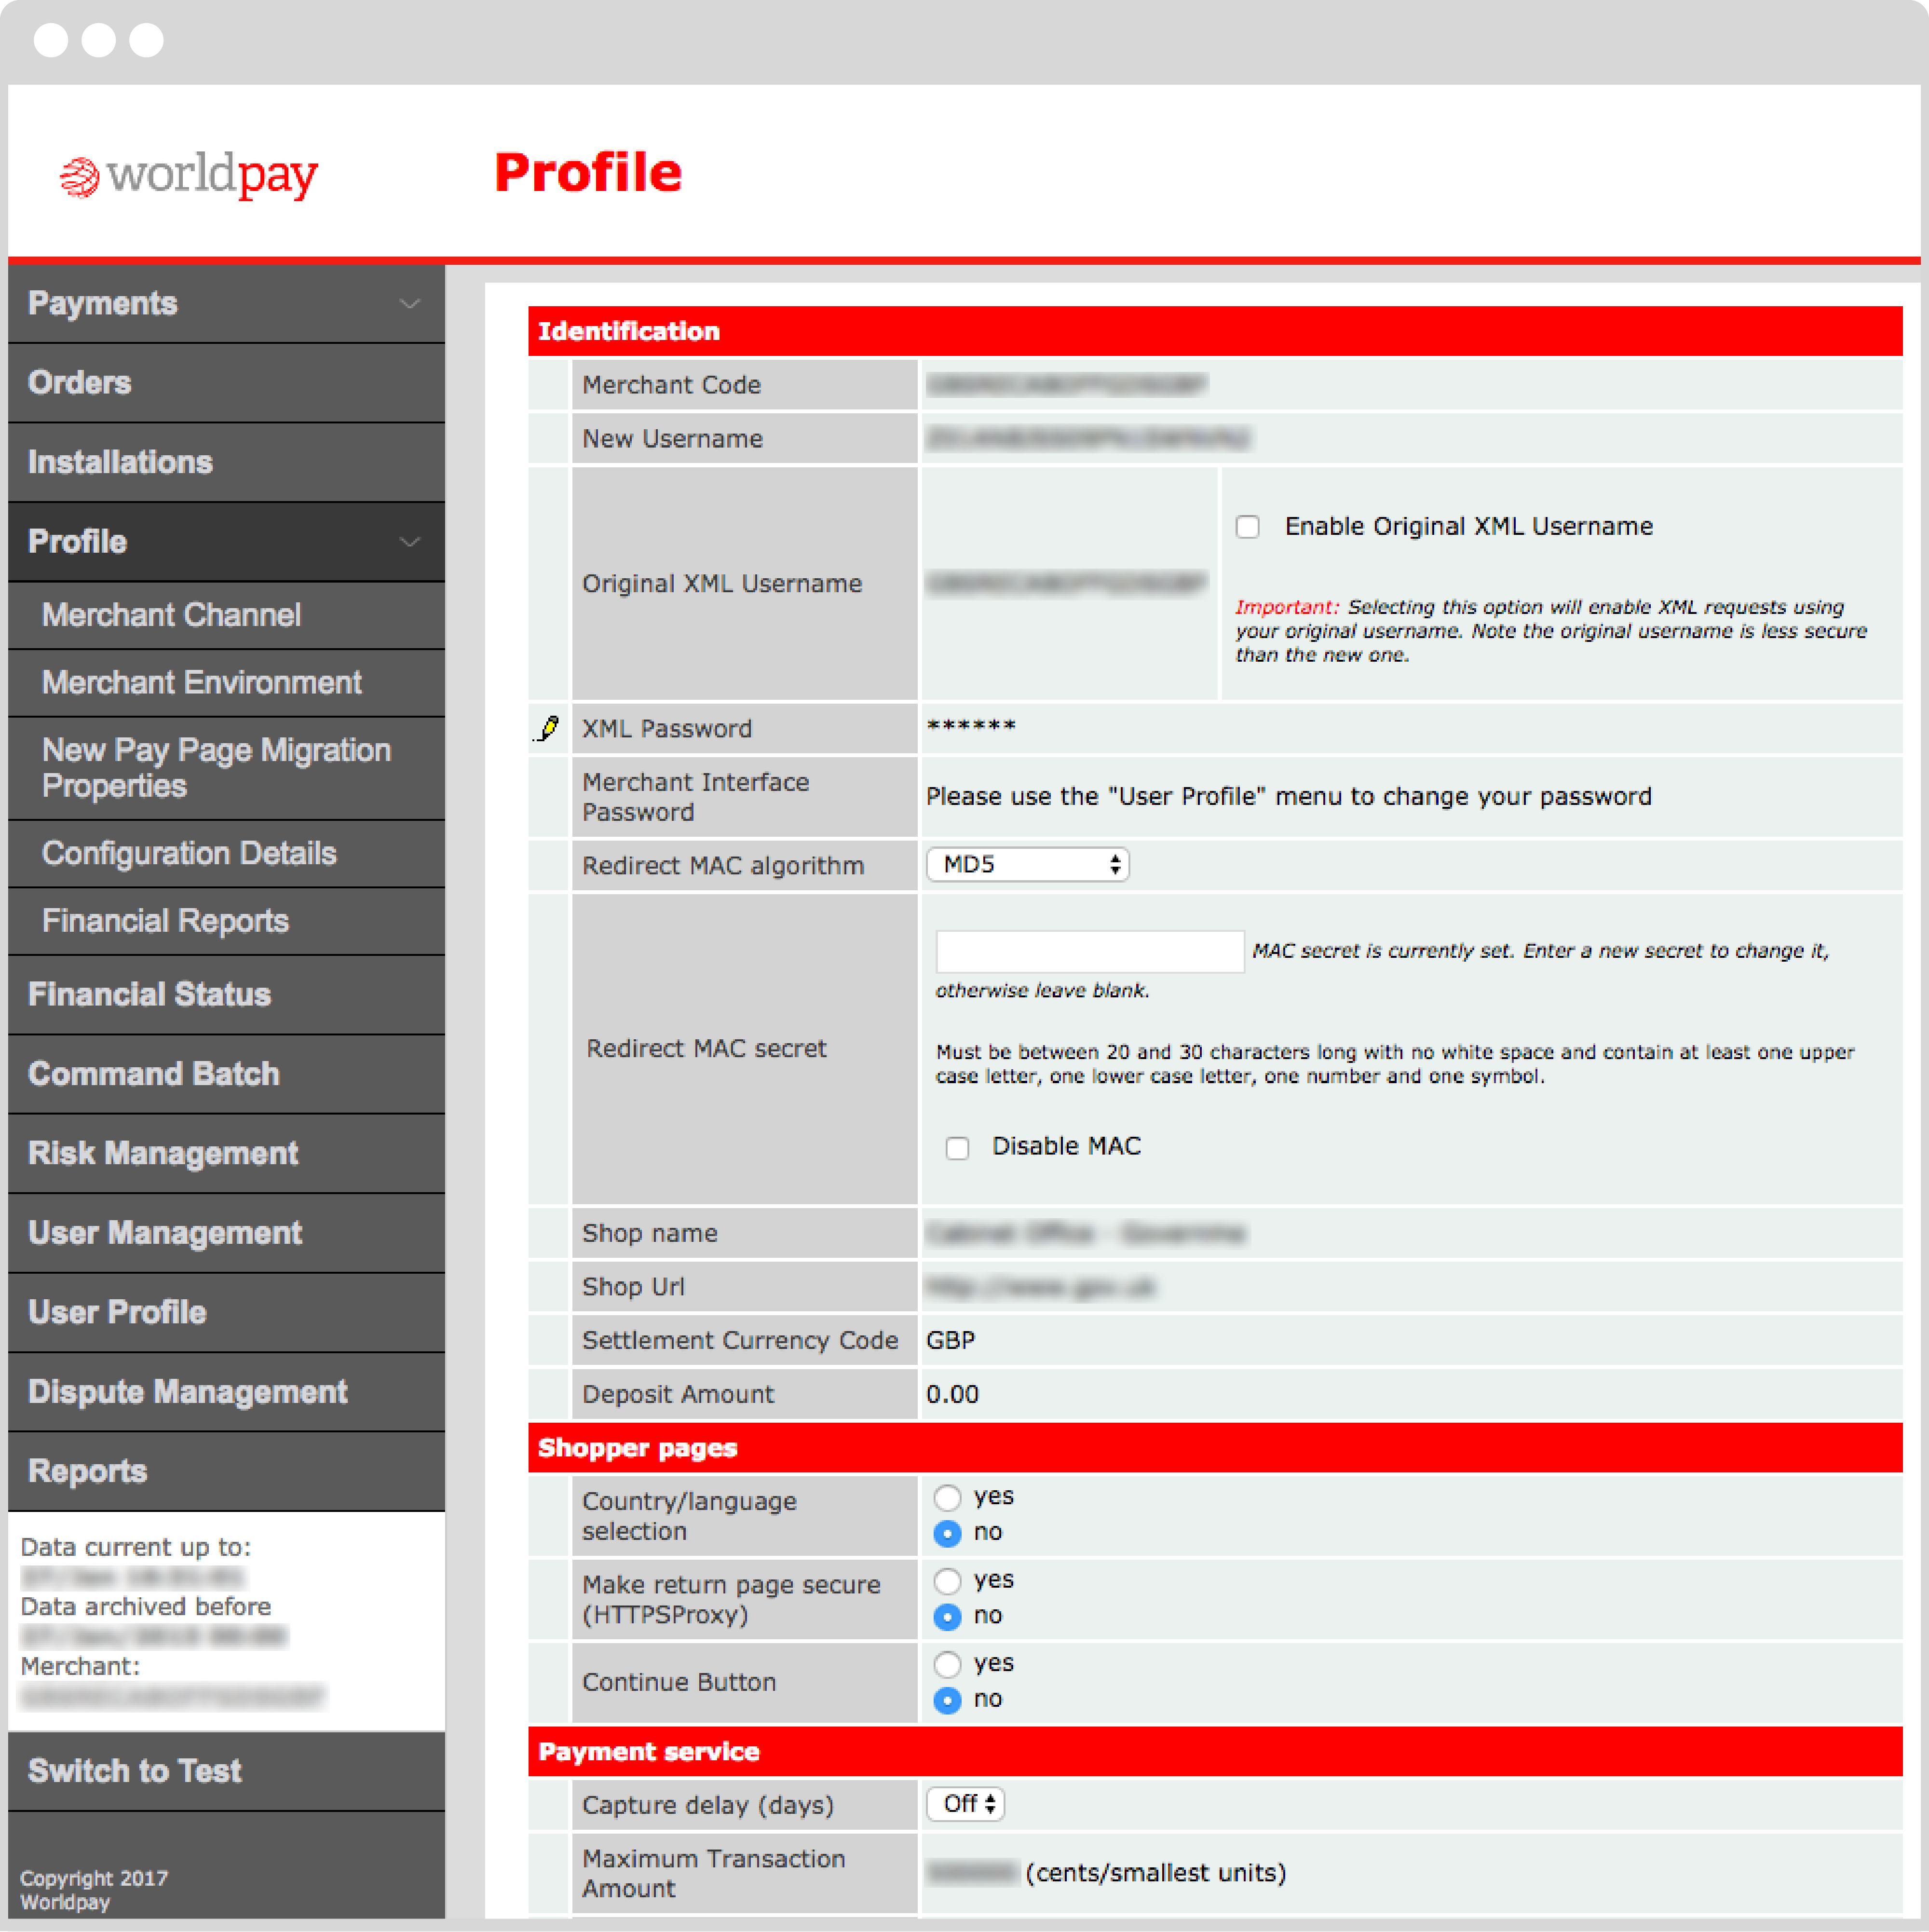 worldpay
Profile
Payments
Orders
Installations
Profile
Merchant Channel
Merchant Environment
New Pay Page Migration
Properties
Configuration Details
Financial Reports
Financial Status
Command Batch
Risk Management
User Management
User Profile
Dispute Management
Reports
Data current up to:
Data archived before
Merchant:
Switch to Test
Copyright 2017
Worldpay
Identification
Merchant Code
New Username
Original XML Username
Enable Original XML Username
Important: Selecting this option will enable XML requests using
your original username. Note the original username is less secure
than the new one.
XML Password
******
Merchant Interface
Password
Please use the "User Profile" menu to change your password
Redirect MAC algorithm
MD5
Redirect MAC secret
MAC secret is currently set. Enter a new secret to change it,
otherwise leave blank.
Must be between 20 and 30 characters long with no white space and contain at least one upper
case letter, one lower case letter, one number and one symbol.
Disable MAC
Shop name
Shop Url
Settlement Currency Code
GBP
Deposit Amount
0.00
Shopper pages
Country/language
selection
yes
no
Make return page secure
(HTTPSProxy)
yes
no
Continue Button
yes
no
Payment service
Capture delay (days)
Off
Maximum Transaction
Amount
(cents/smallest units)